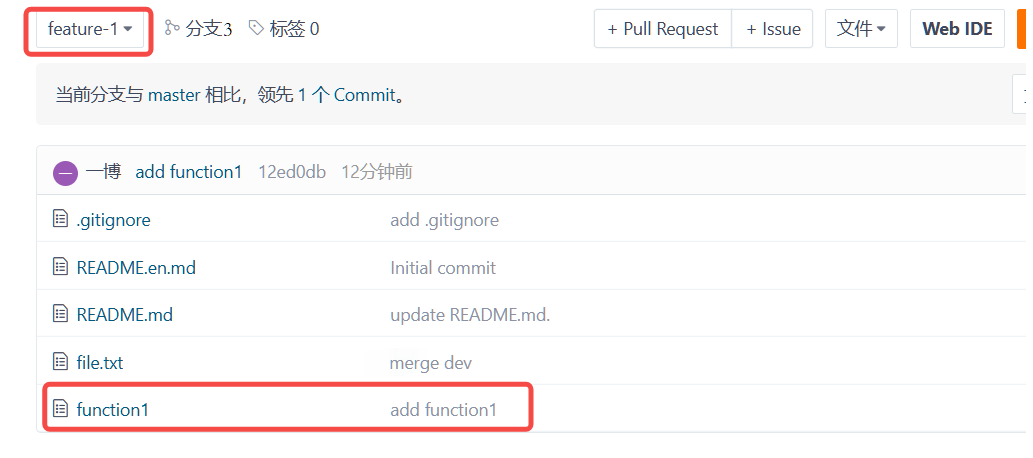 feature-1 分支3 标签 0 + Pull Request + Issue 文件 Web IDE
当前分支与 master 相比，领先 1 个 Commit。
一博 add function1 12ed0db 12分钟前
.gitignore add .gitignore
README.en.md Initial commit
README.md update README.md.
file.txt merge dev
function1 add function1